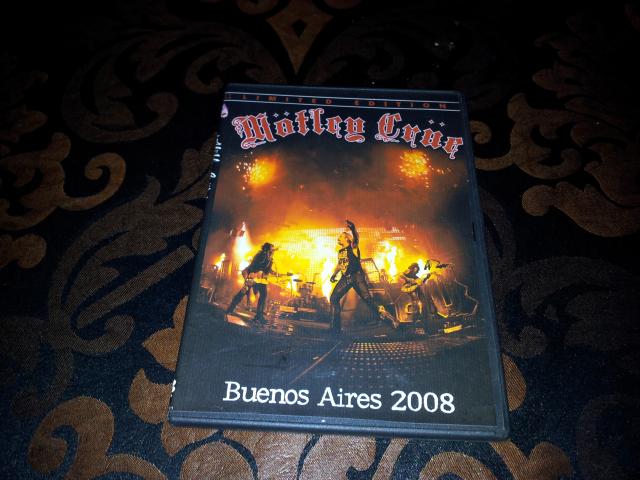 LIMITED EDITION
Mötley Crüe
Buenos Aires 2008